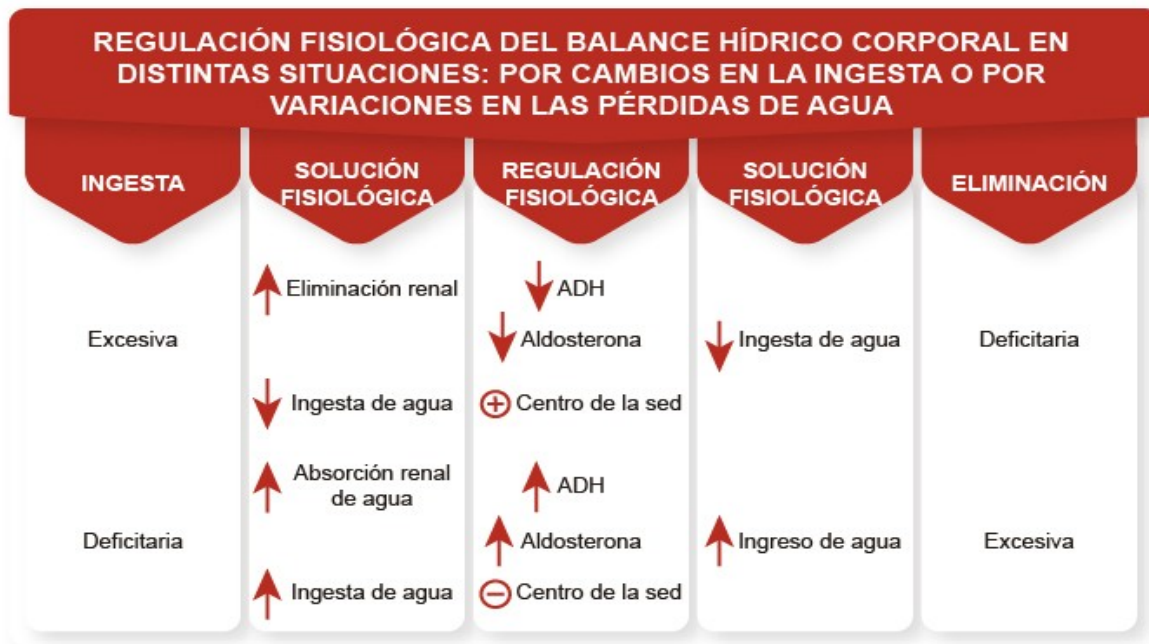 REGULACIÓN FISIOLÓGICA DEL BALANCE HÍDRICO CORPORAL EN
DISTINTAS SITUACIONES: POR CAMBIOS EN LA INGESTA O POR
VARIACIONES EN LAS PÉRDIDAS DE AGUA
INGESTA
SOLUCIÓN
FISIOLÓGICA
REGULACIÓN
FISIOLÓGICA
SOLUCIÓN
FISIOLÓGICA
ELIMINACIÓN
Excesiva
Eliminación renal
Ingesta de agua
ADH
Aldosterona
Centro de la sed
Ingesta de agua
Deficitaria
Deficitaria
Absorción renal
de agua
Ingesta de agua
ADH
Aldosterona
Centro de la sed
Ingreso de agua
Excesiva